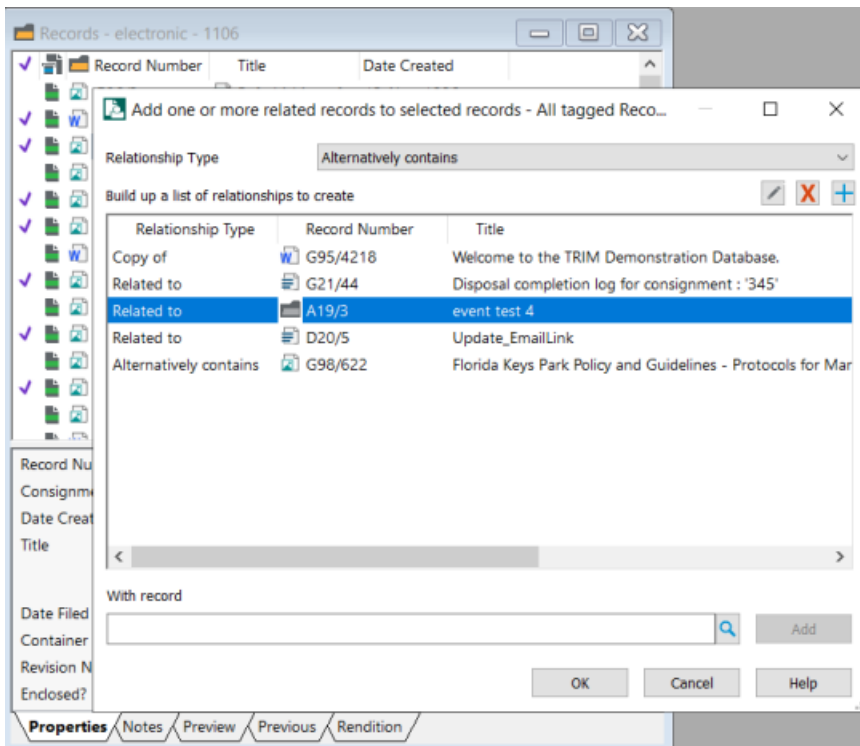 Records - electronic - 1106
Record Number Title Date Created
Add one or more related records to selected records - All tagged Reco...
Relationship Type Alternatively contains
Build up a list of relationships to create
Relationship Type Record Number Title
Copy of G95/4218 Welcome to the TRIM Demonstration Database.
Related to G21/44 Disposal completion log for consignment : '345'
Related to A19/3 event test 4
Related to D20/5 Update_EmailLink
Alternatively contains G98/622 Florida Keys Park Policy and Guidelines - Protocols for Mar
Record Nu
Consignme
Date Creat
Title
With record
Date Filed
Add
Container
Revision N
OK Cancel Help
Enclosed?
Properties Notes Preview Previous Rendition